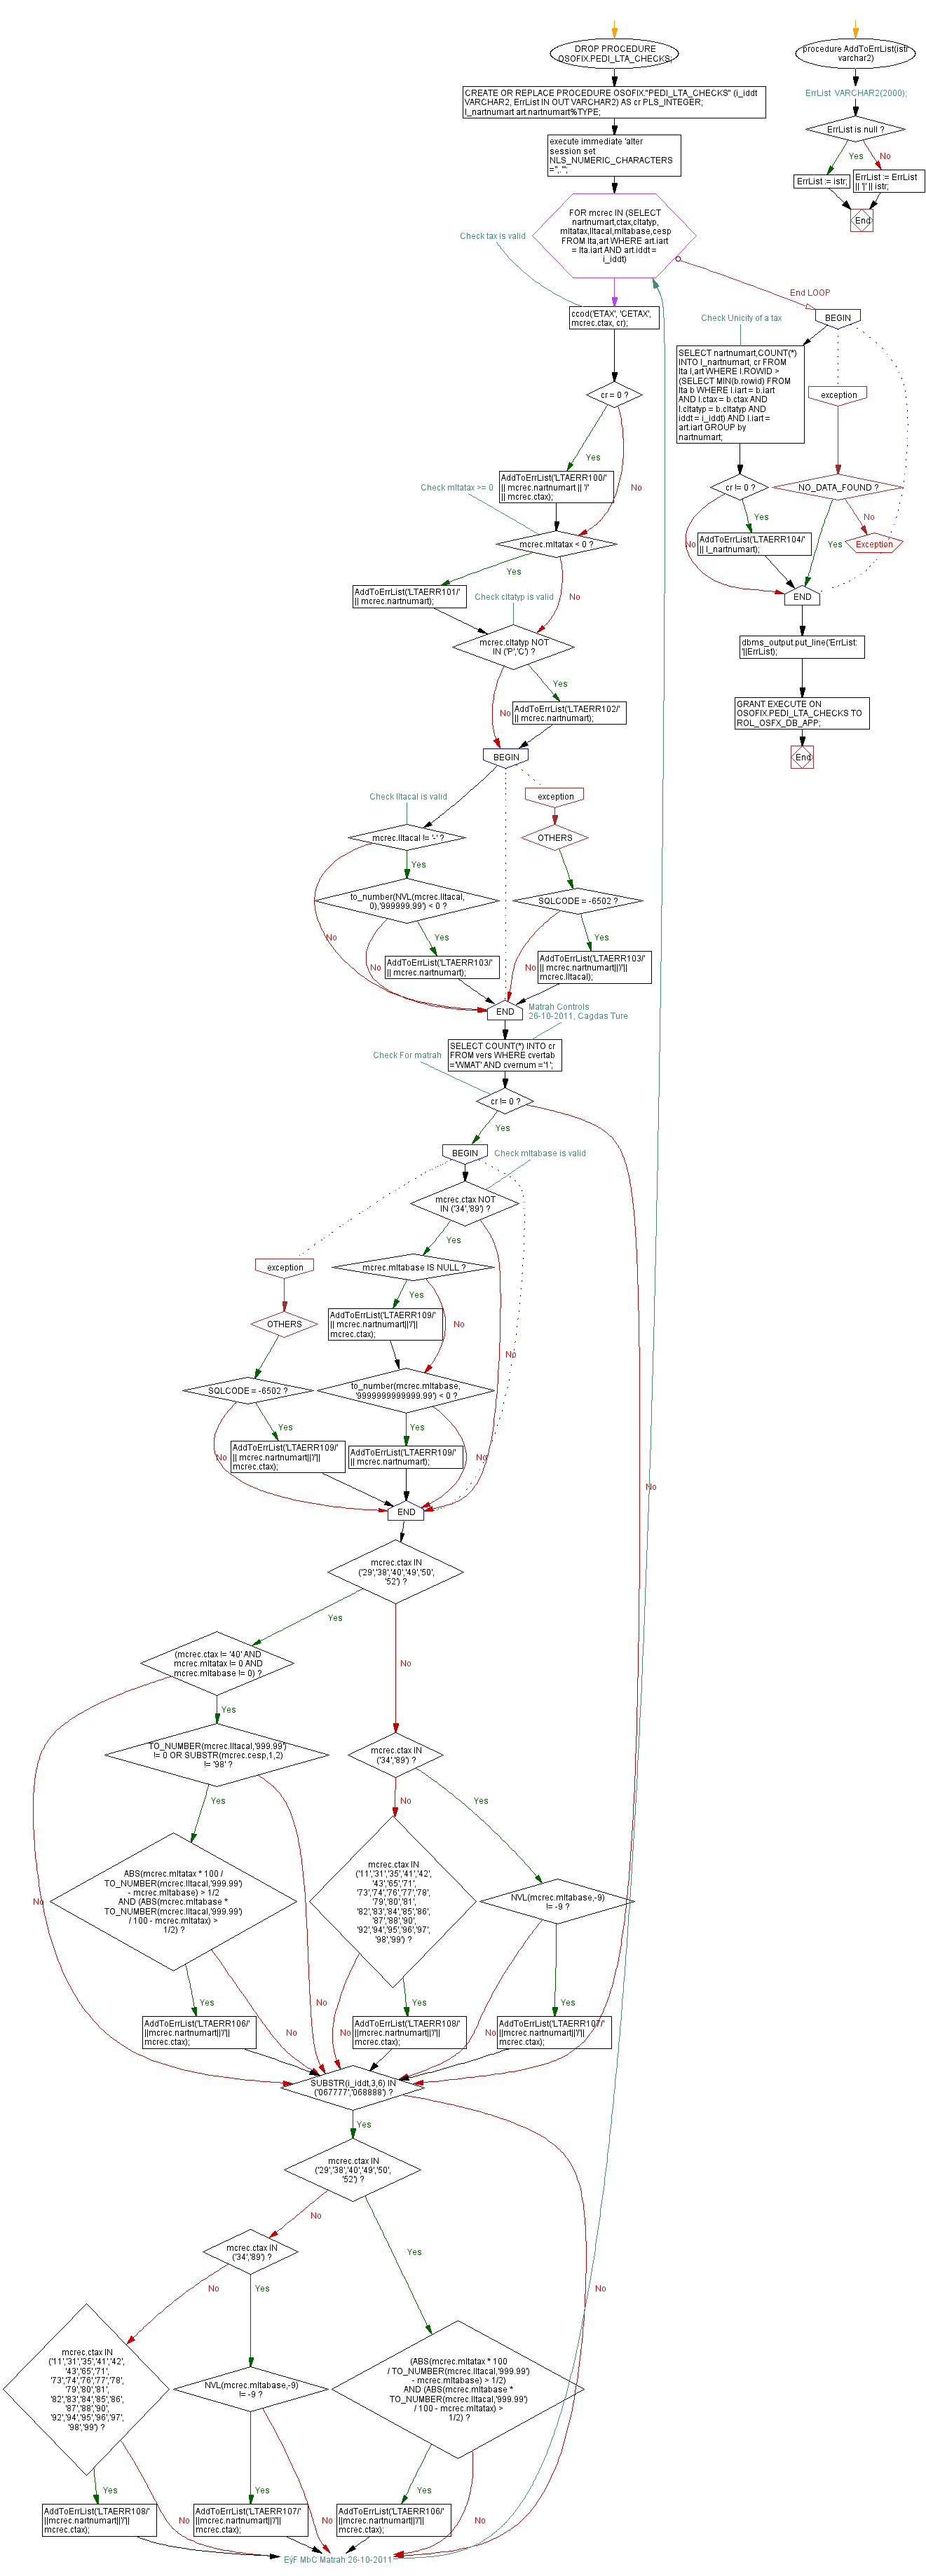 DROP PROCEDURE
OSOFIX.PEDI_LTA_CHECKS;
CREATE OR REPLACE PROCEDURE OSOFIX."PEDI_LTA_CHECKS" (i_iddt
VARCHAR2, ErrList IN OUT VARCHAR2) AS cr PLS_INTEGER;
l_nartnumart art.nartnumart%TYPE;
execute immediate 'alter
session set
NLS_NUMERIC_CHARACTERS
=''.,''';
FOR mcrec IN (SELECT
nartnumart,ctax,cltatyp,
mltatax,lltacal,mltabase,cesp
FROM lta,art WHERE art.iart
= lta.iart AND art.iddt =
i_iddt)
Check tax is valid
ccod('ETAX', 'CETAX',
mcrec.ctax, cr);
cr = 0 ?
Yes
No
AddToErrList('LTAERR100/'
|| mcrec.nartnumart || '/'
|| mcrec.ctax);
Check mltatax >= 0
mcrec.mltatax < 0 ?
Yes
No
AddToErrList('LTAERR101/'
|| mcrec.nartnumart);
Check cltatyp is valid
mcrec.cltatyp NOT
IN ('P','C') ?
Yes
No
AddToErrList('LTAERR102/'
|| mcrec.nartnumart);
BEGIN
Check lltacal is valid
mcrec.lltacal != '-' ?
Yes
No
to_number(NVL(mcrec.lltacal,
0),'999999.99') < 0 ?
Yes
No
AddToErrList('LTAERR103/'
|| mcrec.nartnumart);
exception
OTHERS
SQLCODE = -6502 ?
Yes
No
AddToErrList('LTAERR103/'
|| mcrec.nartnumart||'/'||
mcrec.lltacal);
END
Matrah Controls
26-10-2011, Cagdas Ture
SELECT COUNT(*) INTO cr
FROM vers WHERE cvertab
='WMAT' AND cvernum ='1';
Check For matrah
cr != 0 ?
Yes
No
BEGIN
Check mltabase is valid
mcrec.ctax NOT
IN ('34','89') ?
Yes
No
mcrec.mltabase IS NULL ?
Yes
No
AddToErrList('LTAERR109/'
|| mcrec.nartnumart||'/'||
mcrec.ctax);
to_number(mcrec.mltabase,
'9999999999999.99') < 0 ?
Yes
No
AddToErrList('LTAERR109/'
|| mcrec.nartnumart);
exception
OTHERS
SQLCODE = -6502 ?
Yes
No
AddToErrList('LTAERR109/'
|| mcrec.nartnumart||'/'||
mcrec.ctax);
END
mcrec.ctax IN
('29','38','40','49','50',
'52') ?
Yes
No
(mcrec.ctax != '40' AND
mcrec.mltatax != 0 AND
mcrec.mltabase != 0) ?
Yes
No
TO_NUMBER(mcrec.lltacal,'999.99')
!= 0 OR SUBSTR(mcrec.cesp,1,2)
!= '98' ?
Yes
No
ABS(mcrec.mltatax * 100 /
TO_NUMBER(mcrec.lltacal,'999.99')
- mcrec.mltabase) > 1/2
AND (ABS(mcrec.mltabase *
TO_NUMBER(mcrec.lltacal,'999.99')
/ 100 - mcrec.mltatax) >
1/2) ?
Yes
No
AddToErrList('LTAERR106/'
||mcrec.nartnumart||'/'||
mcrec.ctax);
mcrec.ctax IN
('34','89') ?
No
Yes
mcrec.ctax IN
('11','31','35','41','42',
'43','65','71',
'73','74','76','77','78',
'79','80','81',
'82','83','84','85','86',
'87','88','90',
'92','94','95','96','97',
'98','99') ?
Yes
No
AddToErrList('LTAERR108/'
||mcrec.nartnumart||'/'||
mcrec.ctax);
NVL(mcrec.mltabase,-9)
!= -9 ?
Yes
No
AddToErrList('LTAERR107/'
||mcrec.nartnumart||'/'||
mcrec.ctax);
SUBSTR(i_iddt,3,6) IN
('067777','068888') ?
Yes
No
mcrec.ctax IN
('29','38','40','49','50',
'52') ?
No
Yes
mcrec.ctax IN
('34','89') ?
No
Yes
mcrec.ctax IN
('11','31','35','41','42',
'43','65','71',
'73','74','76','77','78',
'79','80','81',
'82','83','84','85','86',
'87','88','90',
'92','94','95','96','97',
'98','99') ?
Yes
No
AddToErrList('LTAERR108/'
||mcrec.nartnumart||'/'||
mcrec.ctax);
NVL(mcrec.mltabase,-9)
!= -9 ?
Yes
No
AddToErrList('LTAERR107/'
||mcrec.nartnumart||'/'||
mcrec.ctax);
(ABS(mcrec.mltatax * 100
/ TO_NUMBER(mcrec.lltacal,'999.99')
- mcrec.mltabase) > 1/2)
AND (ABS(mcrec.mltabase *
TO_NUMBER(mcrec.lltacal,'999.99')
/ 100 - mcrec.mltatax) >
1/2) ?
Yes
No
AddToErrList('LTAERR106/'
||mcrec.nartnumart||'/'||
mcrec.ctax);
EýF MbC Matrah 26-10-2011
End LOOP
BEGIN
Check Unicity of a tax
SELECT nartnumart,COUNT(*)
INTO l_nartnumart, cr FROM
lta l,art WHERE l.ROWID >
(SELECT MIN(b.rowid) FROM
lta b WHERE l.iart = b.iart
AND l.ctax = b.ctax AND
l.cltatyp = b.cltatyp AND
iddt = i_iddt) AND l.iart =
art.iart GROUP by
nartnumart;
cr != 0 ?
Yes
No
AddToErrList('LTAERR104/'
|| l_nartnumart);
exception
NO_DATA_FOUND ?
No
Yes
Exception
END
dbms_output.put_line('ErrList:
'||ErrList);
GRANT EXECUTE ON
OSOFIX.PEDI_LTA_CHECKS TO
ROL_OSFX_DB_APP;
End
procedure AddToErrList(istr
varchar2)
ErrList VARCHAR2(2000);
ErrList is null ?
Yes
No
ErrList := istr;
ErrList := ErrList
|| '|' || istr;
End